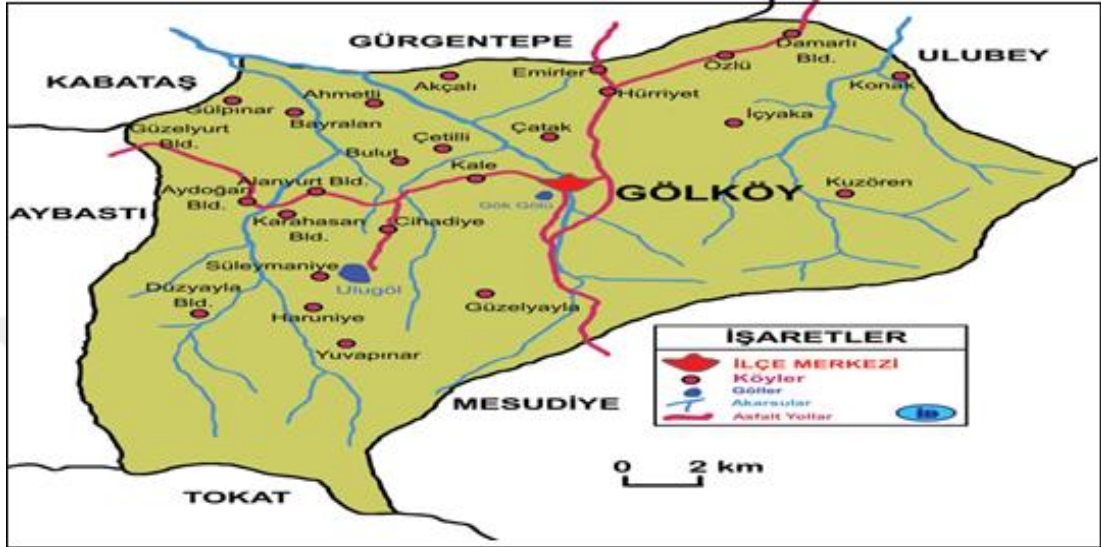 GÜRGENTEPE
KABATAŞ
ULUBEY
AYBASTI
MESUDİYE
TOKAT
Damarlı
Bld.
Özlü
Emirler
Hürriyet
Konak
Akçalı
Ahmetli
Gülpınar
Bayralan
İçyaka
Güzelyurt
Bld.
Çetilli
Çatak
Bulut
Kale
Alanyurt Bld.
Aydoğan
Bld.
GÖLKÖY
Gök Gölü
Kuzören
Karahasan
Bld.
Cihadiye
Süleymaniye
Ulugöl
Düzyayla
Bld.
Haruniye
Güzelyayla
Yuvapınar
İŞARETLER
İLÇE MERKEZİ
Köyler
Göller
Akarsular
Asfalt Yollar
0 2 km